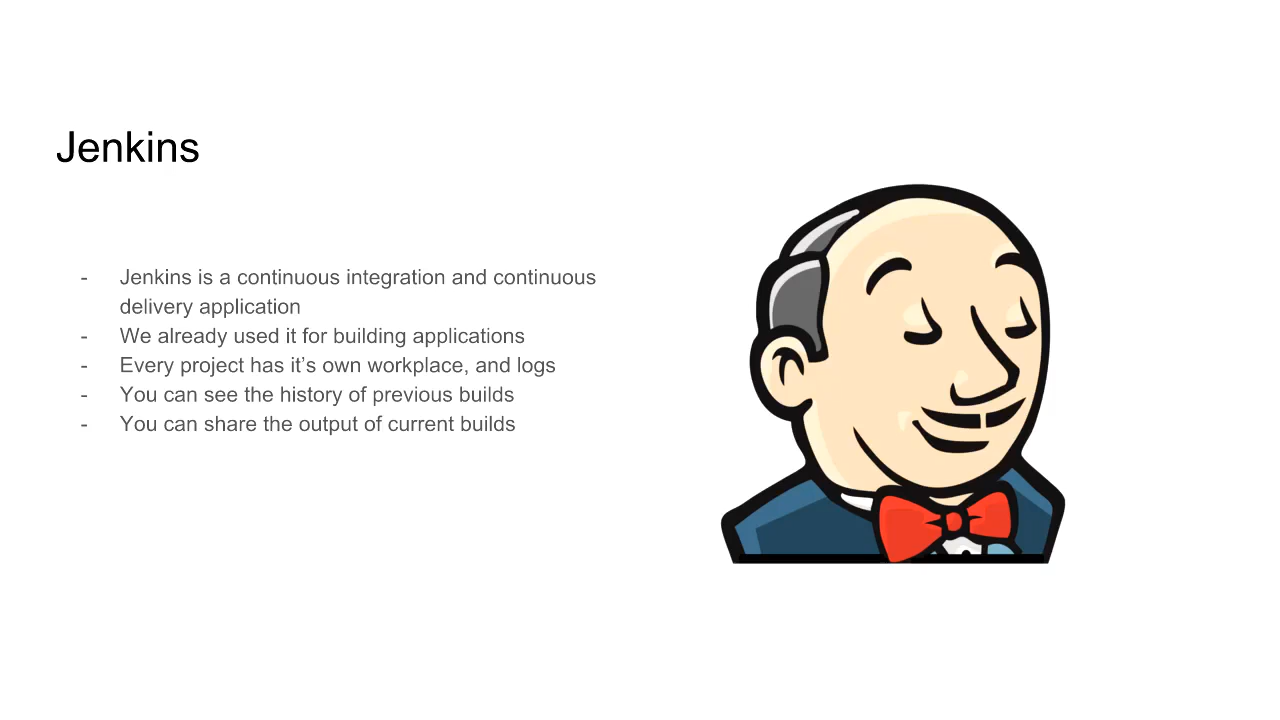 Jenkins
- Jenkins is a continuous integration and continuous
delivery application
- We already used it for building applications
- Every project has it’s own workplace, and logs
- You can see the history of previous builds
- You can share the output of current builds